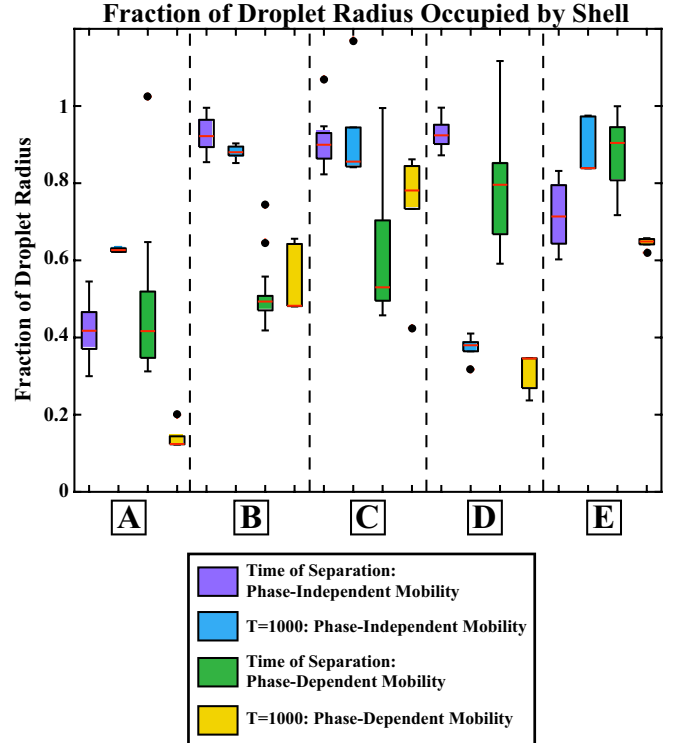 Fraction of Droplet Radius Occupied by Shell
Fraction of Droplet Radius
1
0.8
0.6
0.4
0.2
0
A B C D E
Time of Separation:
Phase-Independent Mobility
T=1000: Phase-Independent Mobility
Time of Separation:
Phase-Dependent Mobility
T=1000: Phase-Dependent Mobility